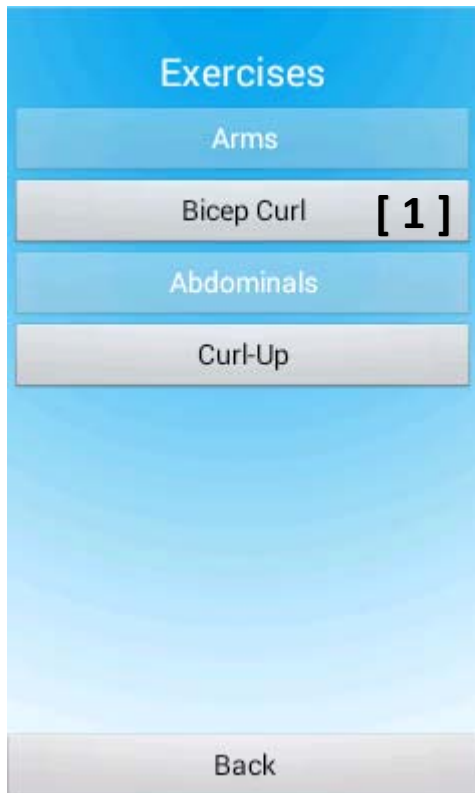 Exercises
Arms
Bicep Curl [ 1 ]
Abdominals
Curl-Up
Back